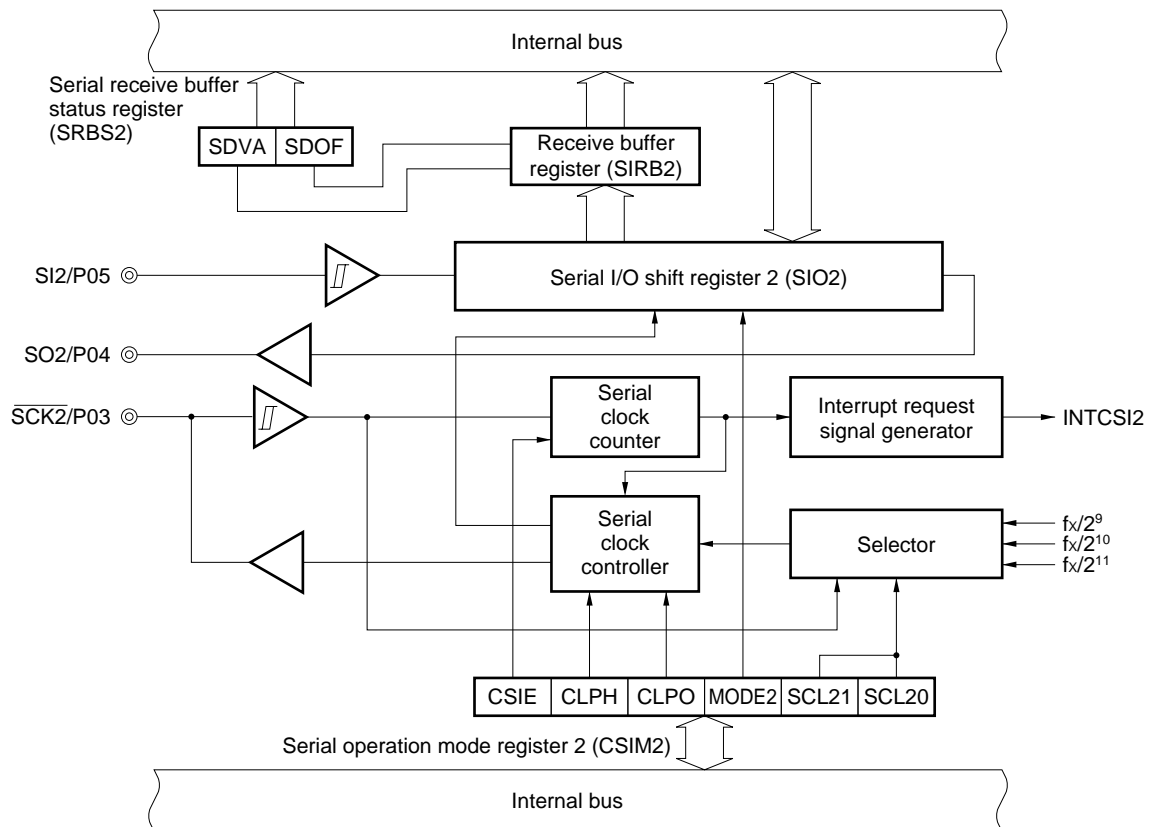 Internal bus
Serial receive buffer
status register
(SRBS2)
SDVA SDOF
Receive buffer
register (SIRB2)
SI2/P05
Serial I/O shift register 2 (SIO2)
SO2/P04
SCK2/P03
Serial
clock
counter
Interrupt request
signal generator
INTCSI2
Serial
clock
controller
Selector
fx/2⁹
fx/2¹⁰
fx/2¹¹
CSIE CLPH CLPO MODE2 SCL21 SCL20
Serial operation mode register 2 (CSIM2)
Internal bus